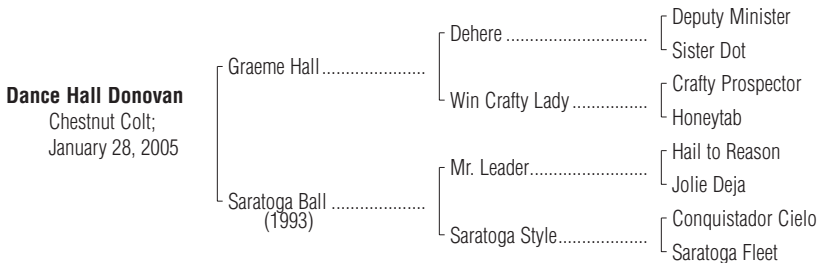 Dance Hall Donovan
Chestnut Colt;
January 28, 2005
Graeme Hall......................
Saratoga Ball ....................
(1993)
Dehere ..............................
Win Crafty Lady ................
Mr. Leader.........................
Saratoga Style...................
Deputy Minister
Sister Dot
Crafty Prospector
Honeytab
Hail to Reason
Jolie Deja
Conquistador Cielo
Saratoga Fleet